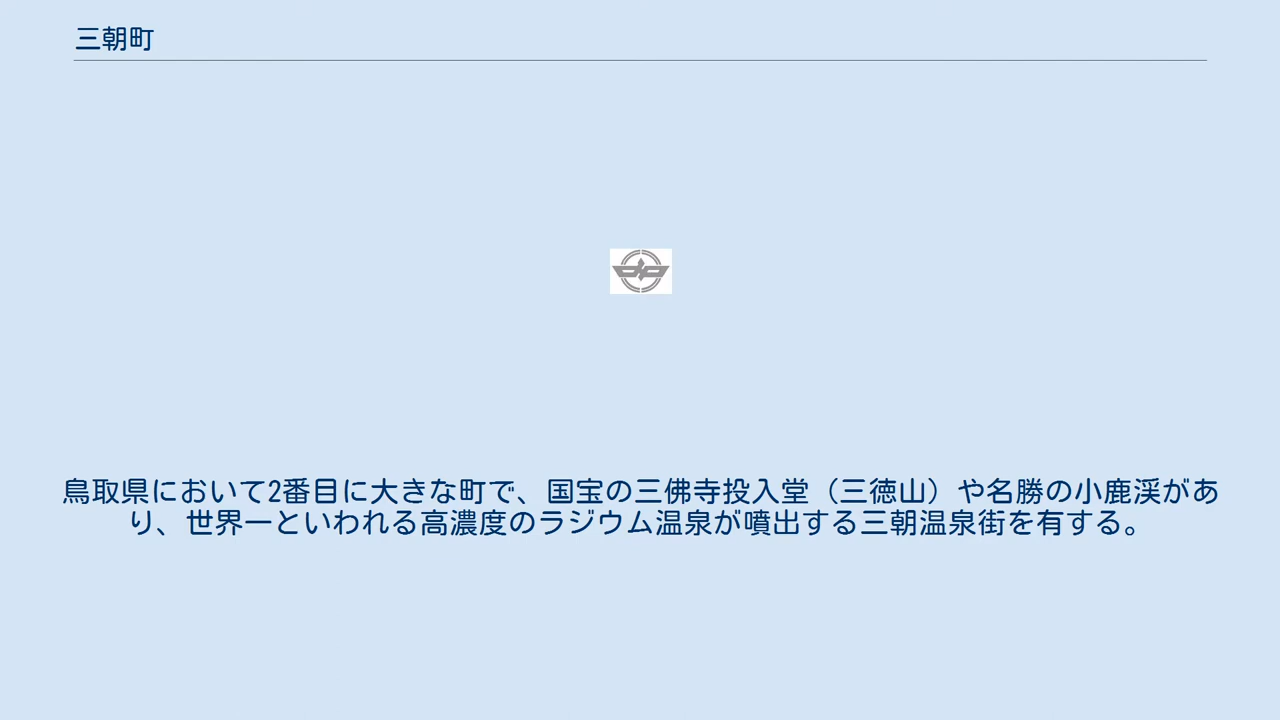 三朝町
鳥取県において2番目に大きな町で、国宝の三佛寺投入堂（三徳山）や名勝の小鹿渓があ
り、世界一といわれる高濃度のラジウム温泉が噴出する三朝温泉街を有する。